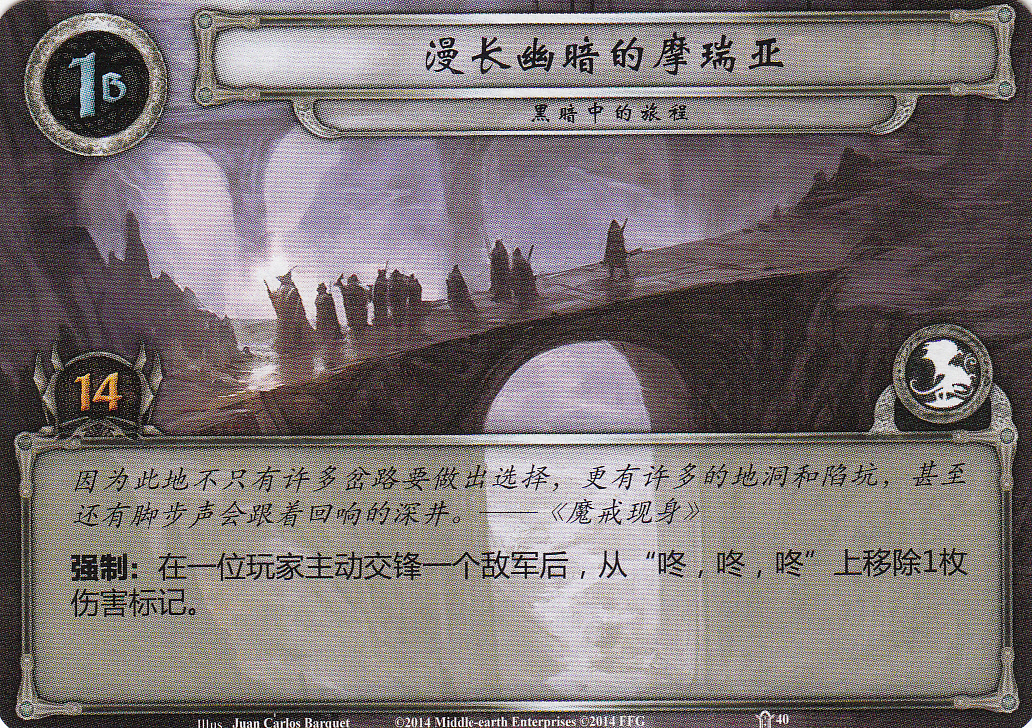 1B
漫长幽暗的摩瑞亚
黑暗中的旅程
14
因为此地不只有许多岔路要做出选择，更有许多的地洞和陷坑，甚至
还有脚步声会跟着回响的深井。——《魔戒现身》
强制：在一位玩家主动交锋一个敌军后，从“咚，咚，咚”上移除1枚
伤害标记。
Illus. Juan Carlos Barquet ©2014 Middle-earth Enterprises ©2014 FFG 40